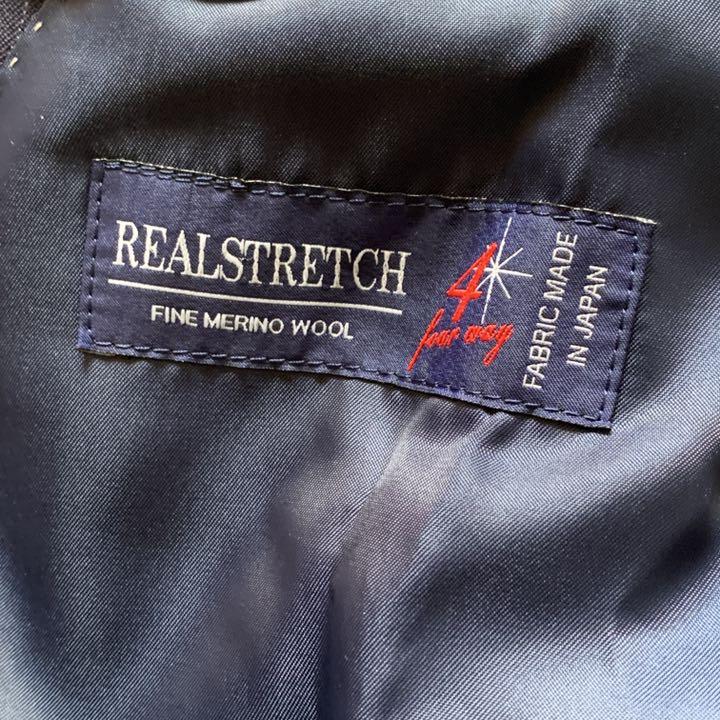 REALSTRETCH
FINE MERINO WOOL
4
four way
FABRIC MADE
IN JAPAN